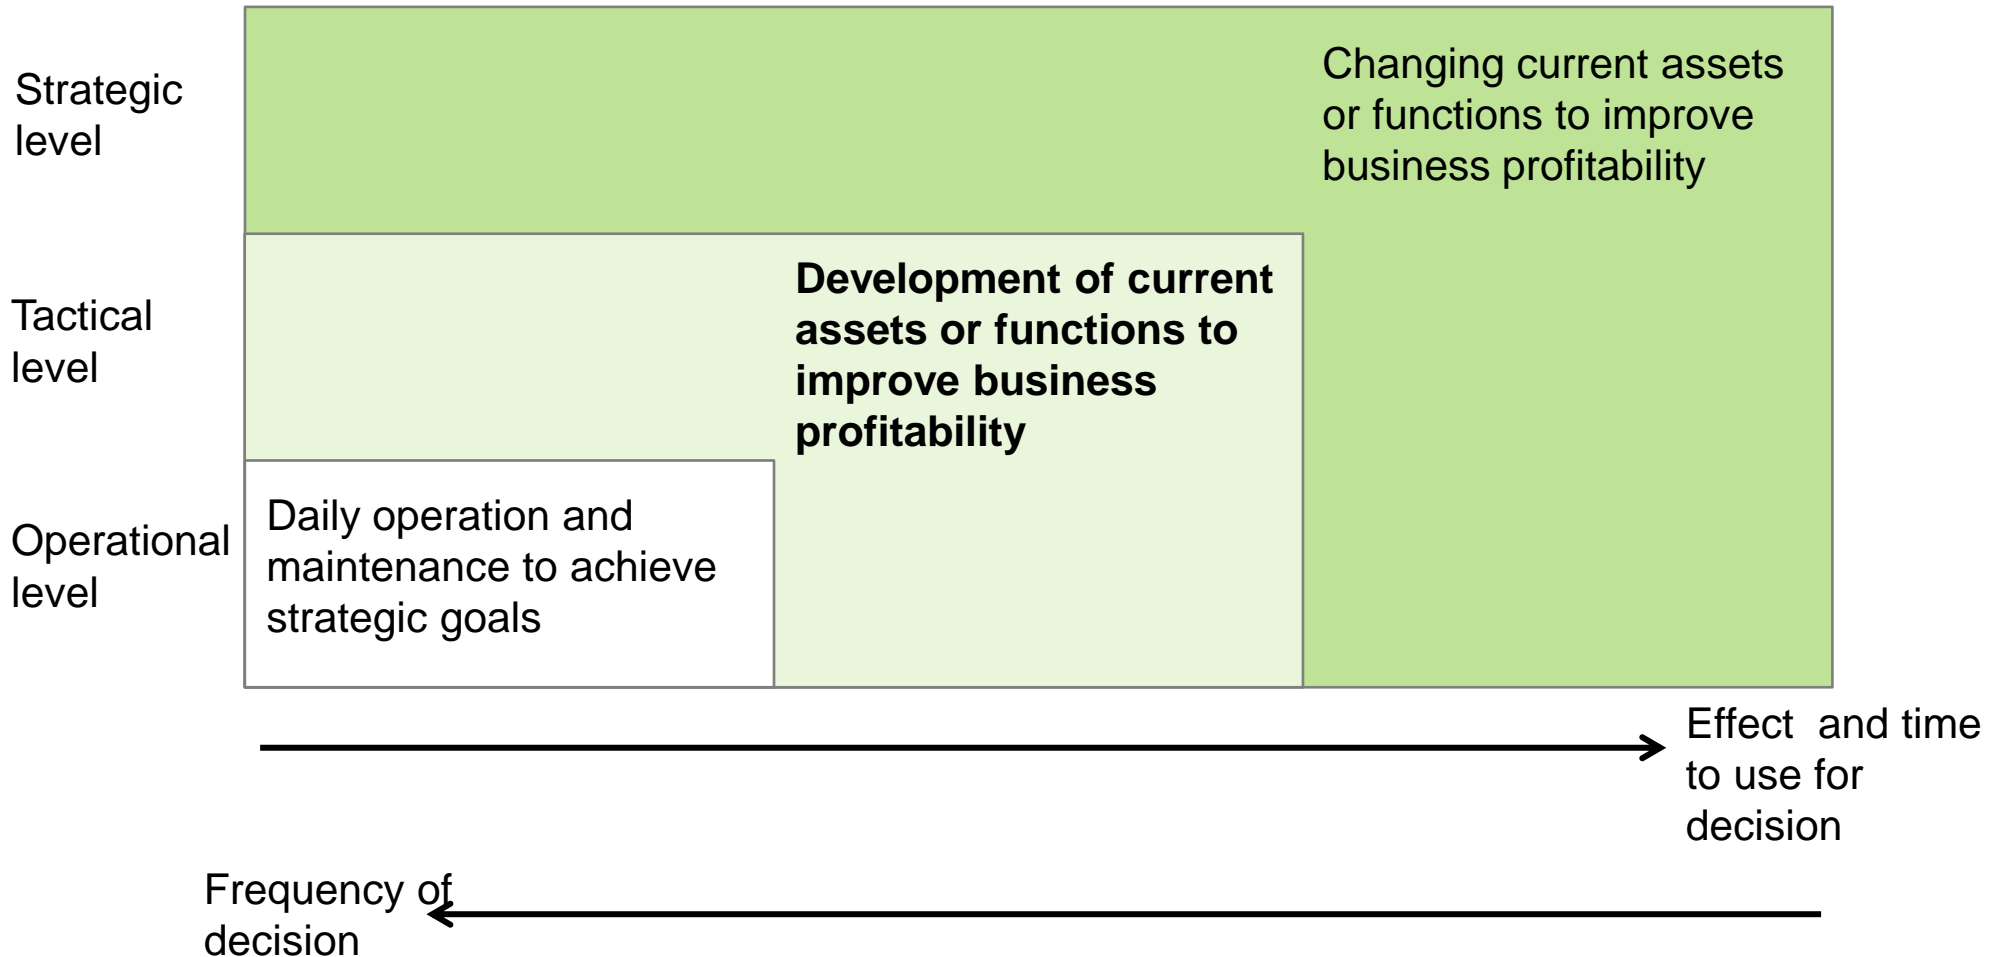 Strategic
level
Changing current assets
or functions to improve
business profitability
Tactical
level
Development of current
assets or functions to
improve business
profitability
Operational
level
Daily operation and
maintenance to achieve
strategic goals
Effect  and time
to use for
decision
Frequency of
decision